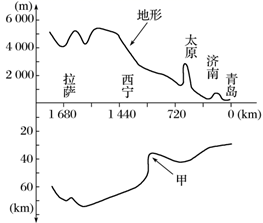 (m)
6 000
4 000
2 000
地形
拉萨
西宁
太原
济南
青岛
1 680
1 440
720
0 (km)
20
40
60
(km)
甲